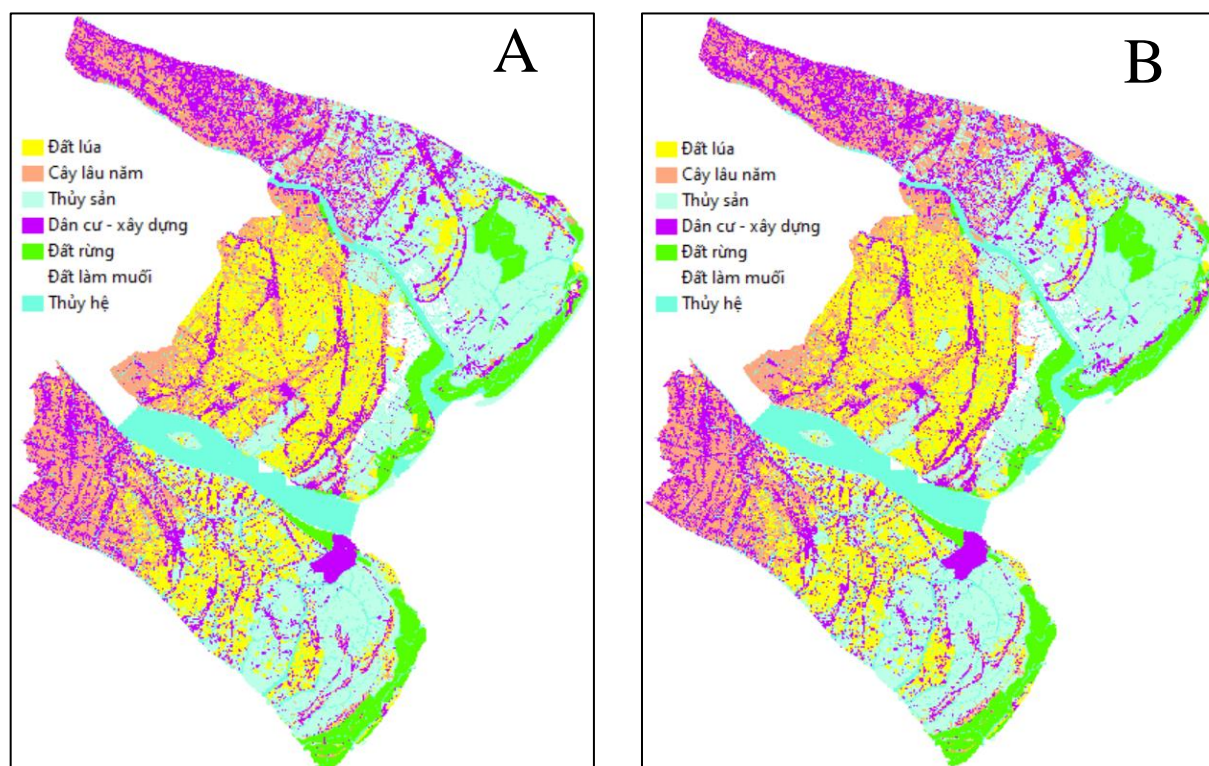 A
Đất lúa
Cây lâu năm
Thủy sản
Dân cư - xây dựng
Đất rừng
Đất làm muối
Thủy hệ
B
Đất lúa
Cây lâu năm
Thủy sản
Dân cư - xây dựng
Đất rừng
Đất làm muối
Thủy hệ